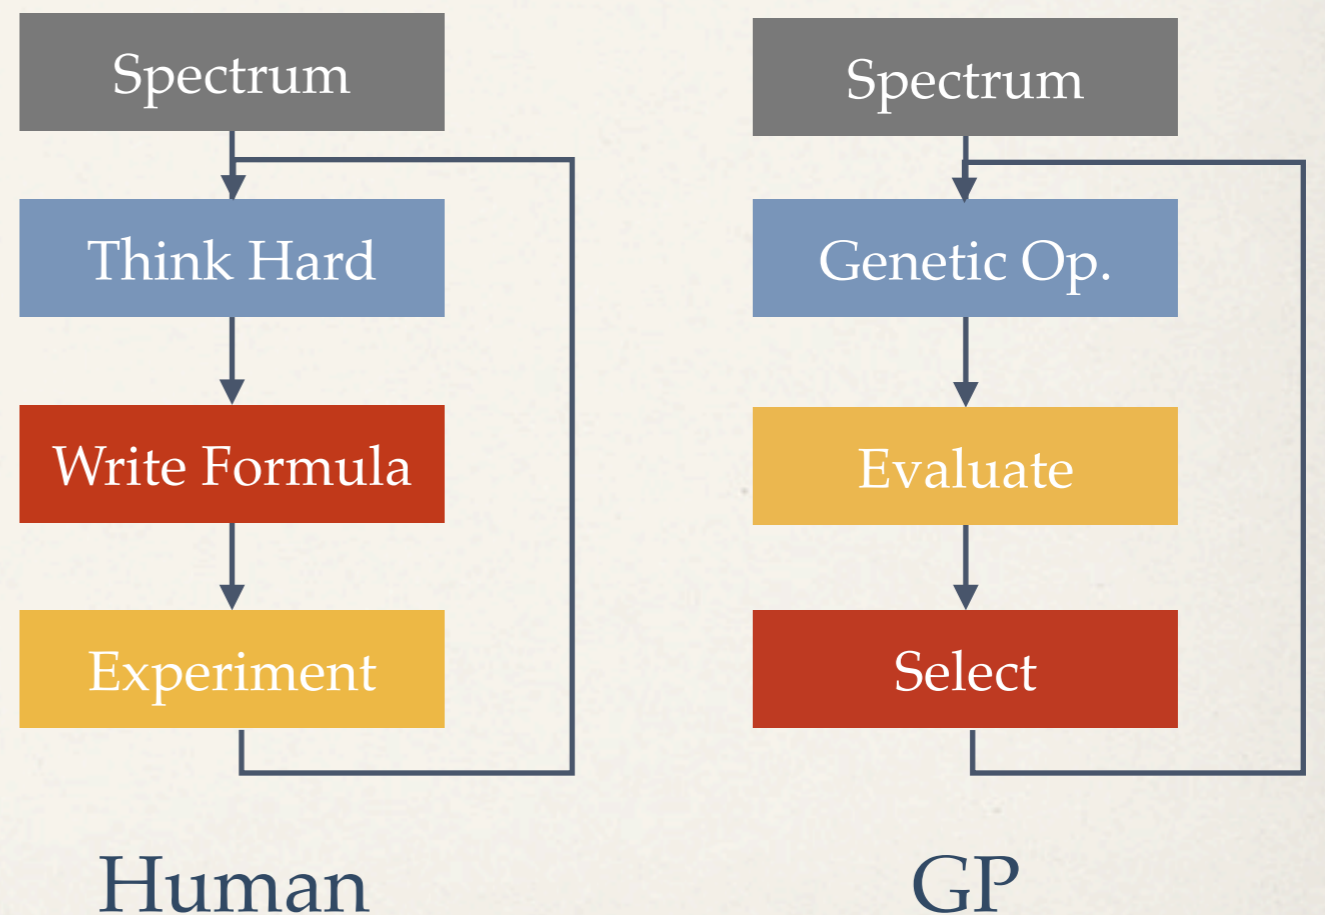 Spectrum
Think Hard
Write Formula
Experiment
Human
Spectrum
Genetic Op.
Evaluate
Select
GP